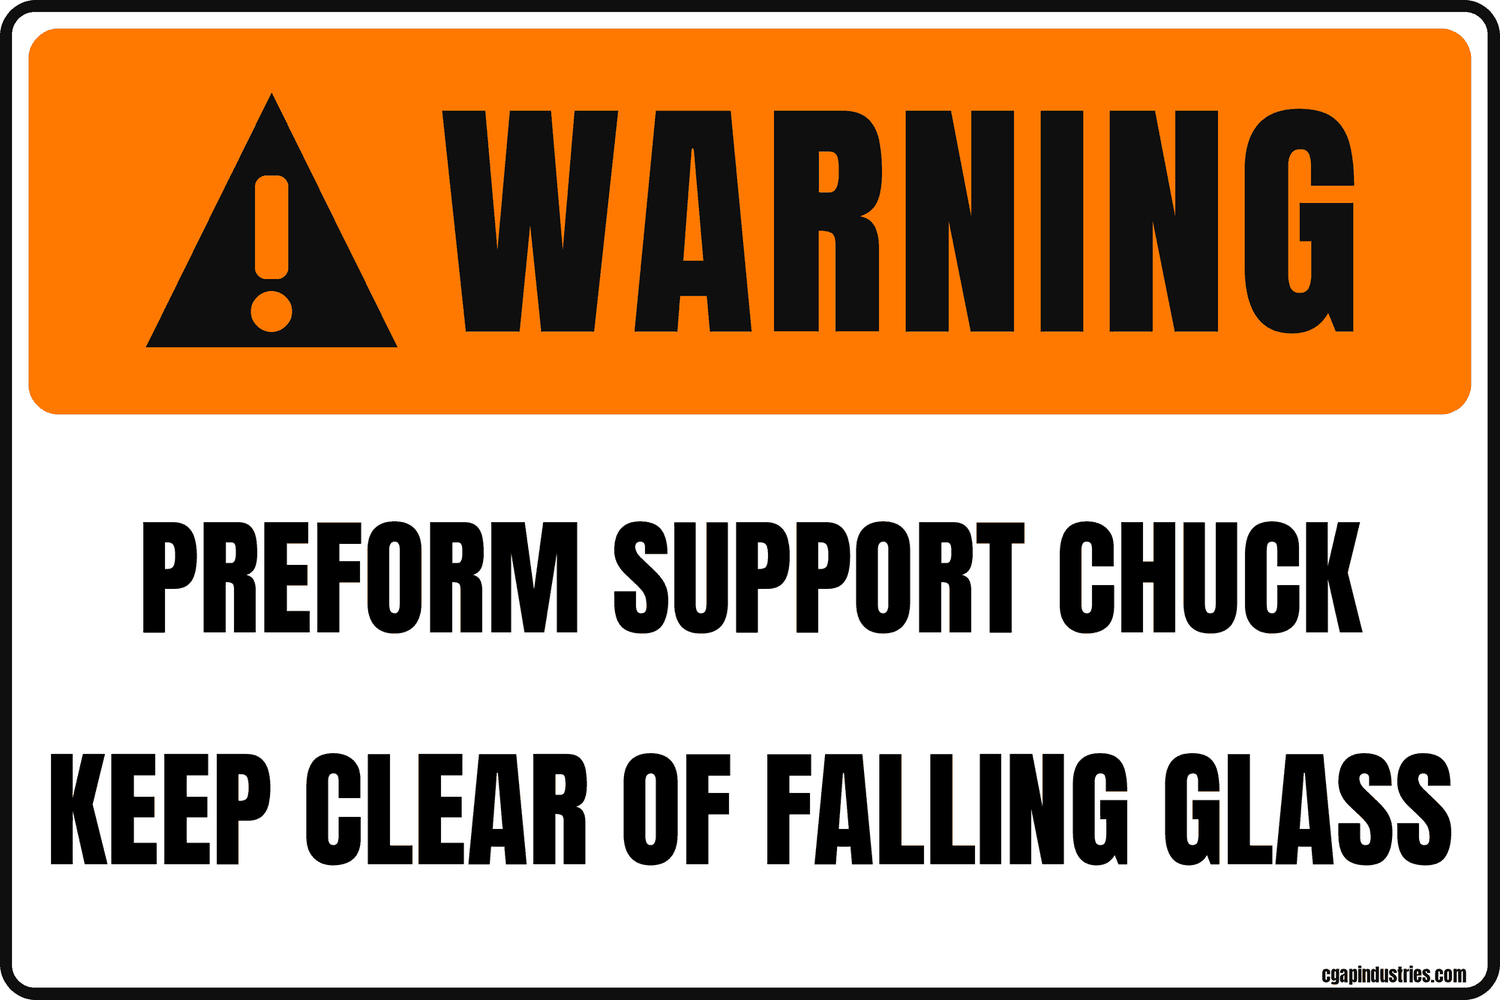 WARNING
PREFORM SUPPORT CHUCK
KEEP CLEAR OF FALLING GLASS
cgapindustries.com